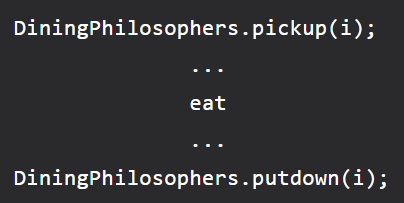 DiningPhilosophers.pickup(i);
...
eat
...
DiningPhilosophers.putdown(i);